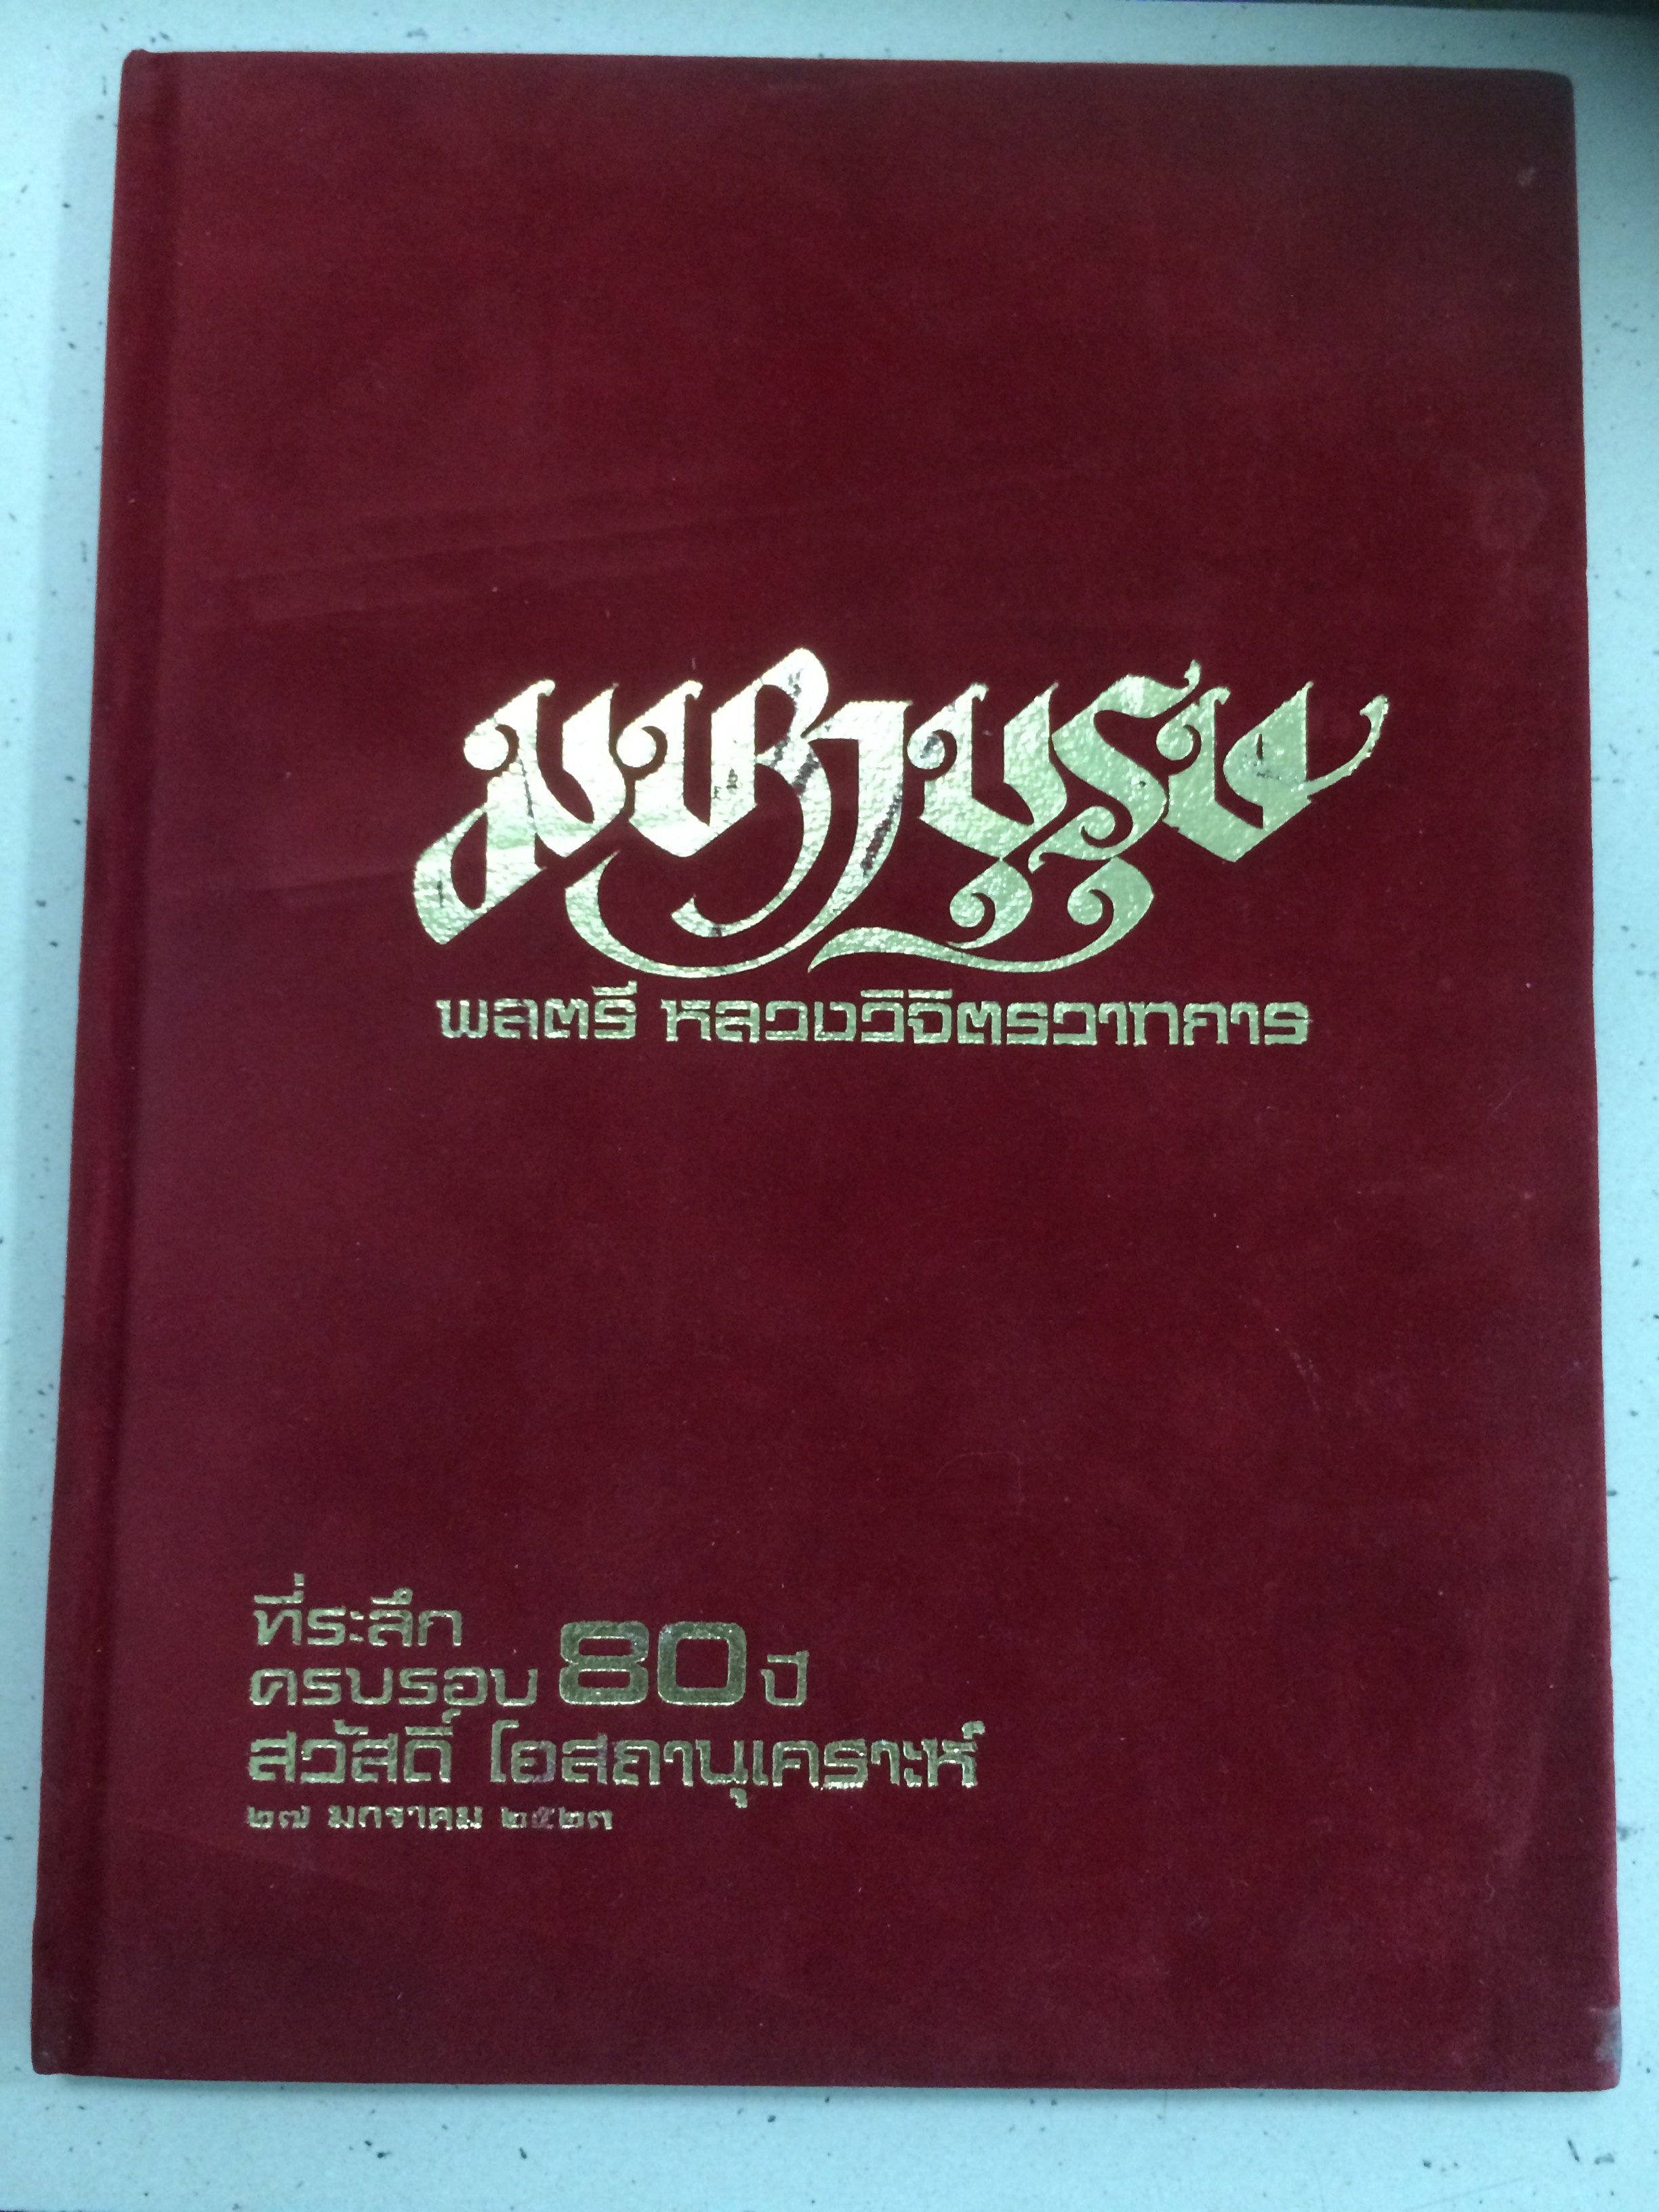 มหาบุรุษ
พลตรี หลวงวิจิตรวาทการ
ที่ระลึก
ครบรอบ 80 ปี
สวัสดิ์ โอสถานุเคราะห์
๒๗ มกราคม ๒๕๒๓